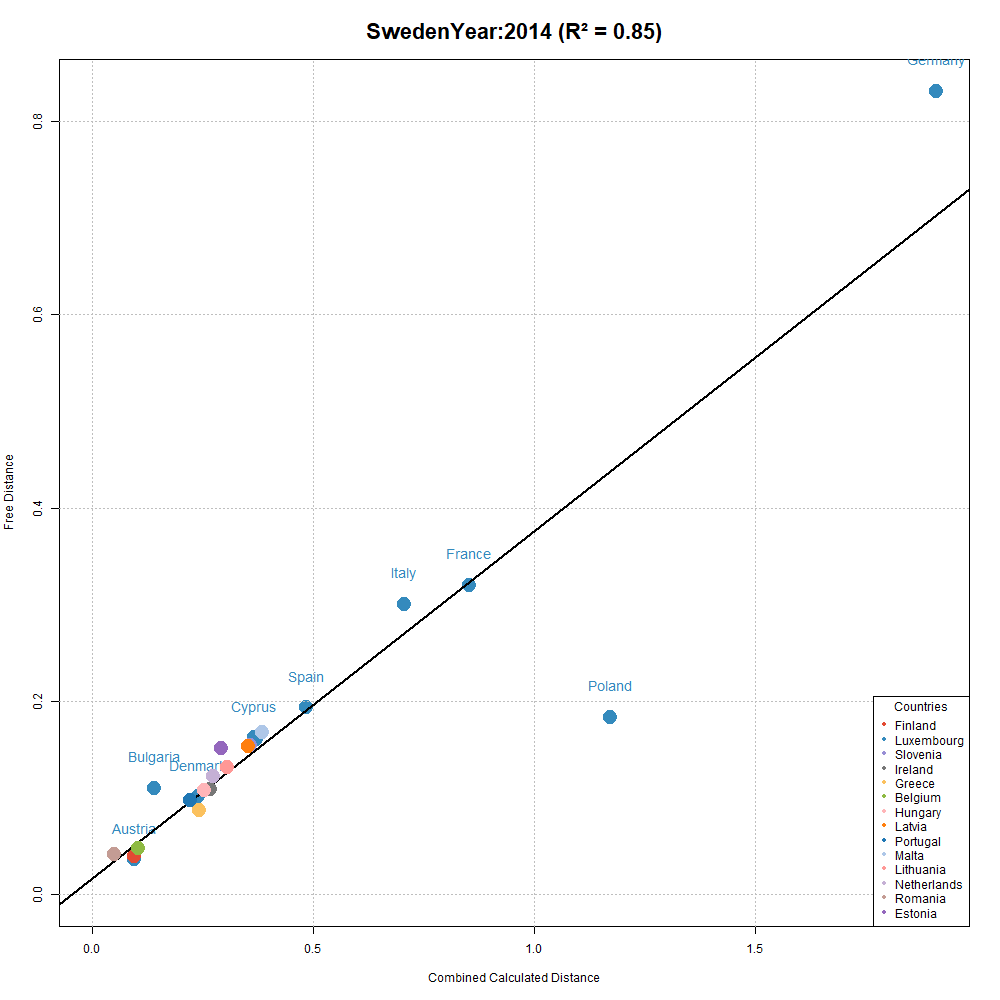 SwedenYear:2014 (R² = 0.85)
Germany
0.8
0.6
Free Distance
0.4
France
Italy
Spain
Poland
0.2
Cyprus
Bulgaria
Denmark
Austria
0.0
Countries
Finland
Luxembourg
Slovenia
Ireland
Greece
Belgium
Hungary
Latvia
Portugal
Malta
Lithuania
Netherlands
Romania
Estonia
0.0 0.5 1.0 1.5
Combined Calculated Distance